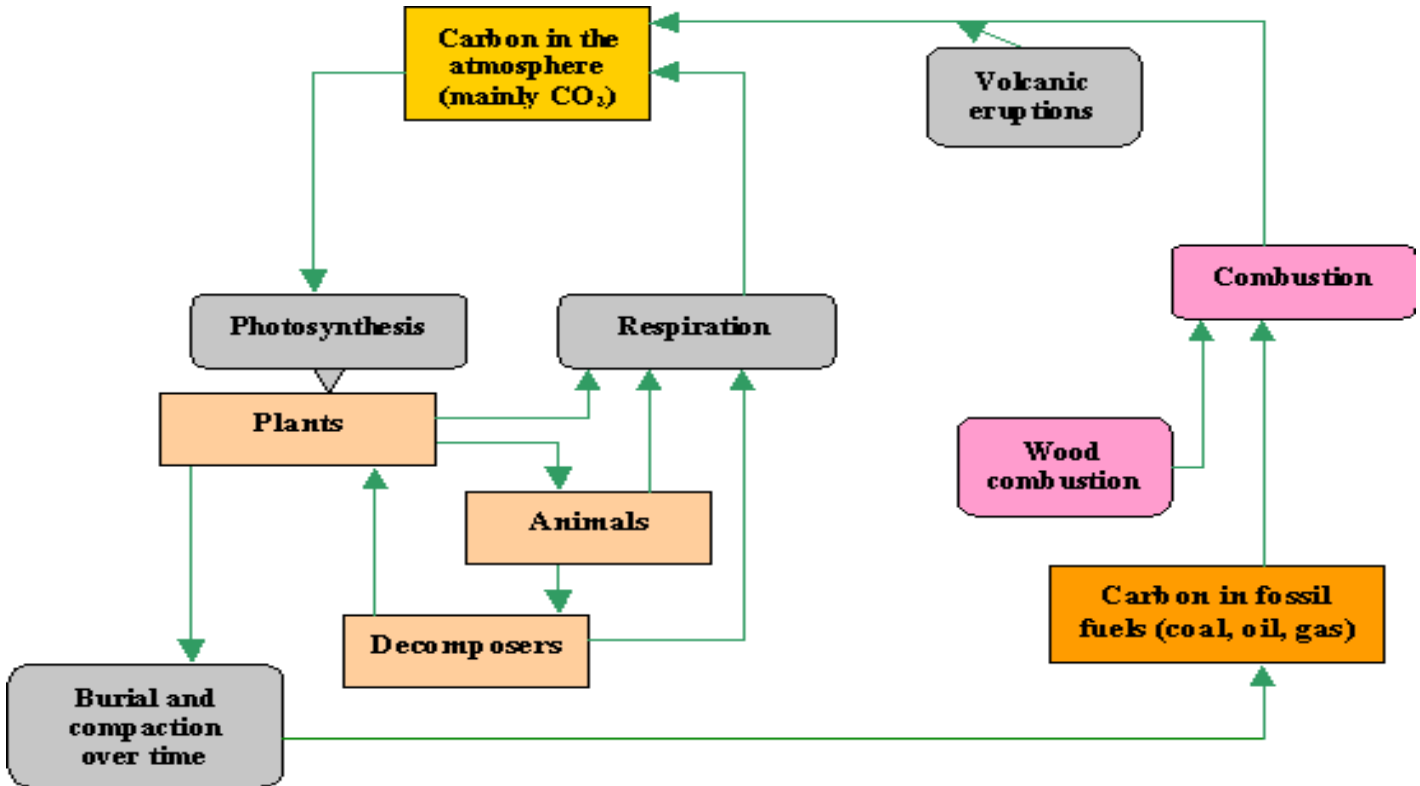 Carbon in the
atmosphere
(mainly CO₂)
Volcanic
eruptions
Combustion
Photosynthesis
Respiration
Plants
Wood
combustion
Animals
Carbon in fossil
fuels (coal, oil, gas)
Decomposers
Burial and
compaction
over time